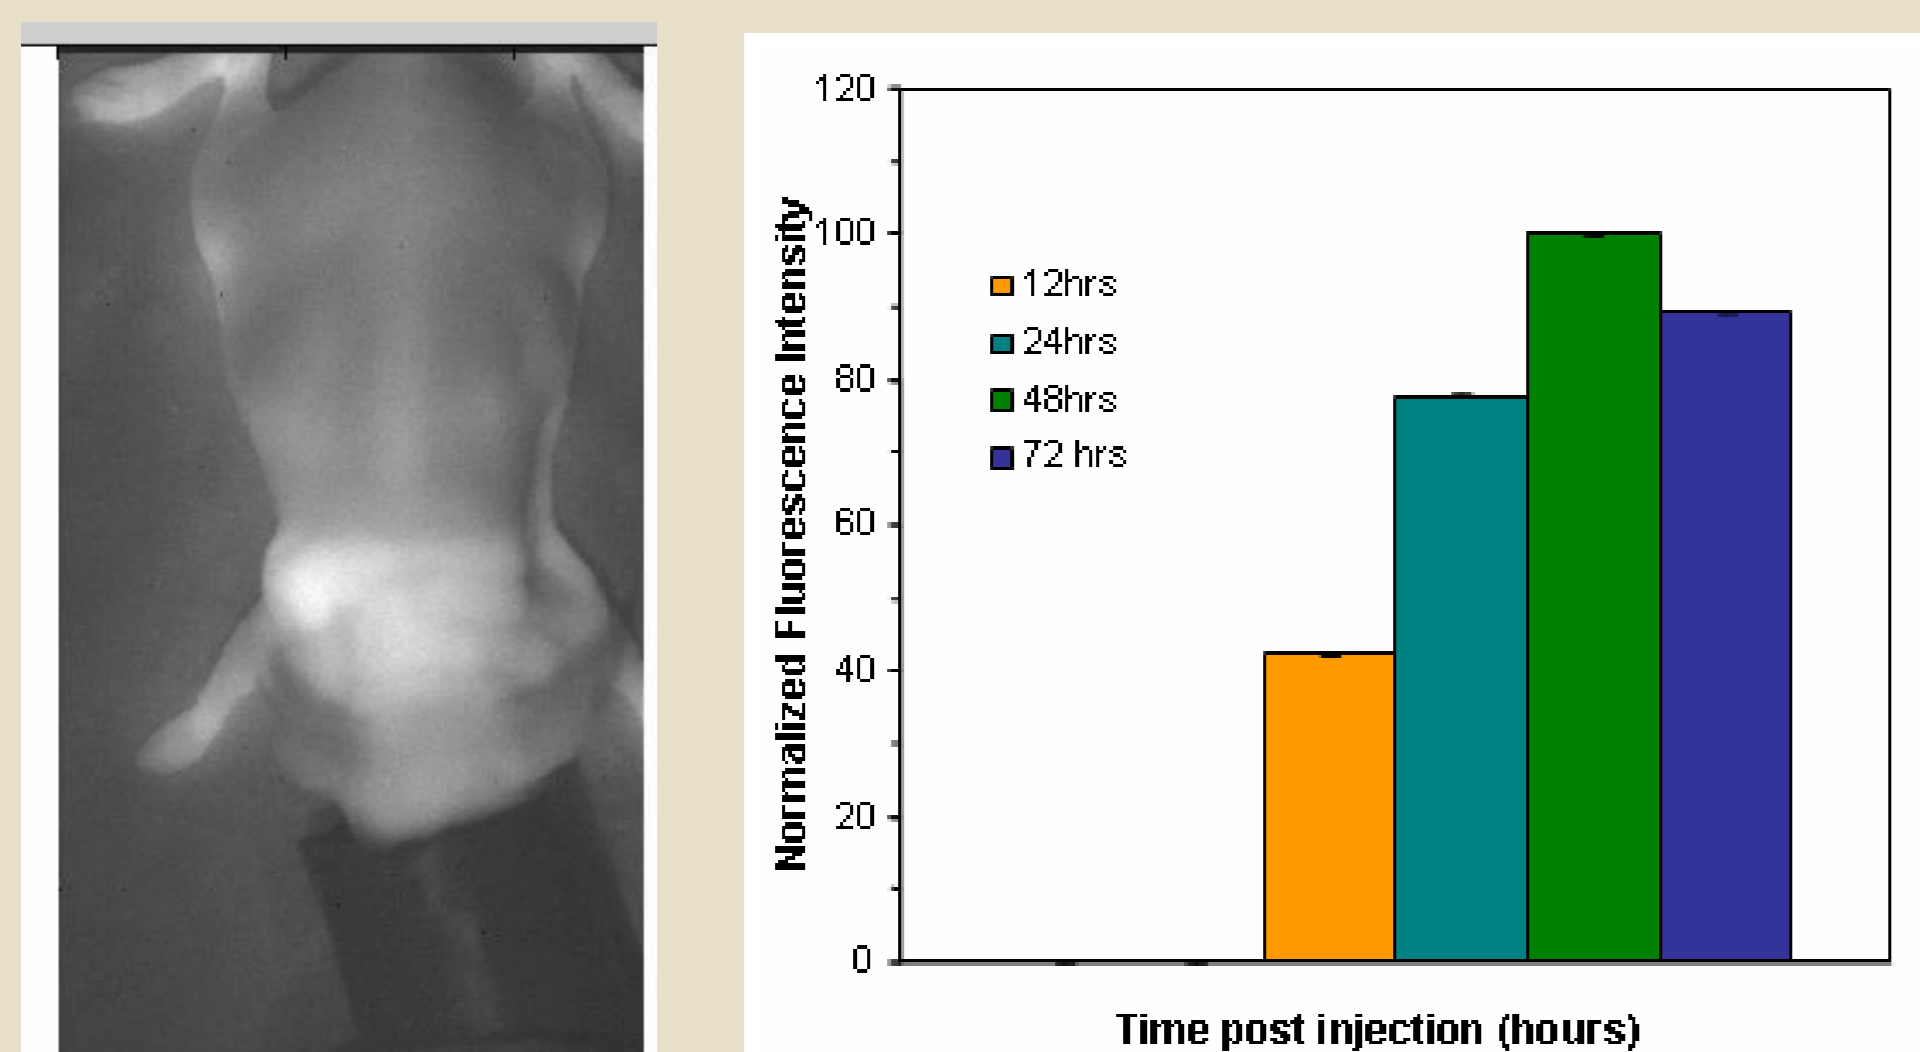 120
100
80
60
40
20
0
Normalized Fluorescence Intensity
12hrs
24hrs
48hrs
72 hrs
Time post injection (hours)